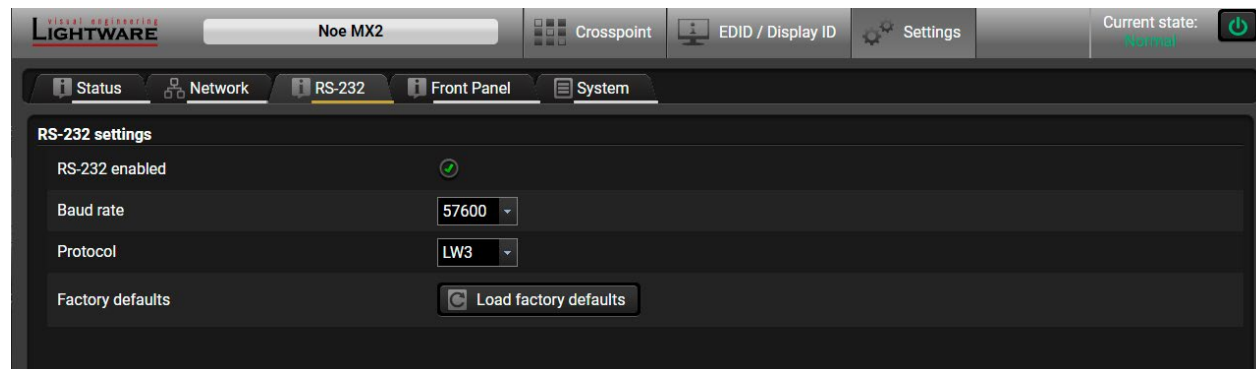 visual engineering
LIGHTWARE
Noe MX2
Crosspoint
EDID / Display ID
Settings
Current state:
Normal
Status
Network
RS-232
Front Panel
System
RS-232 settings
RS-232 enabled
Baud rate
57600
Protocol
LW3
Factory defaults
Load factory defaults